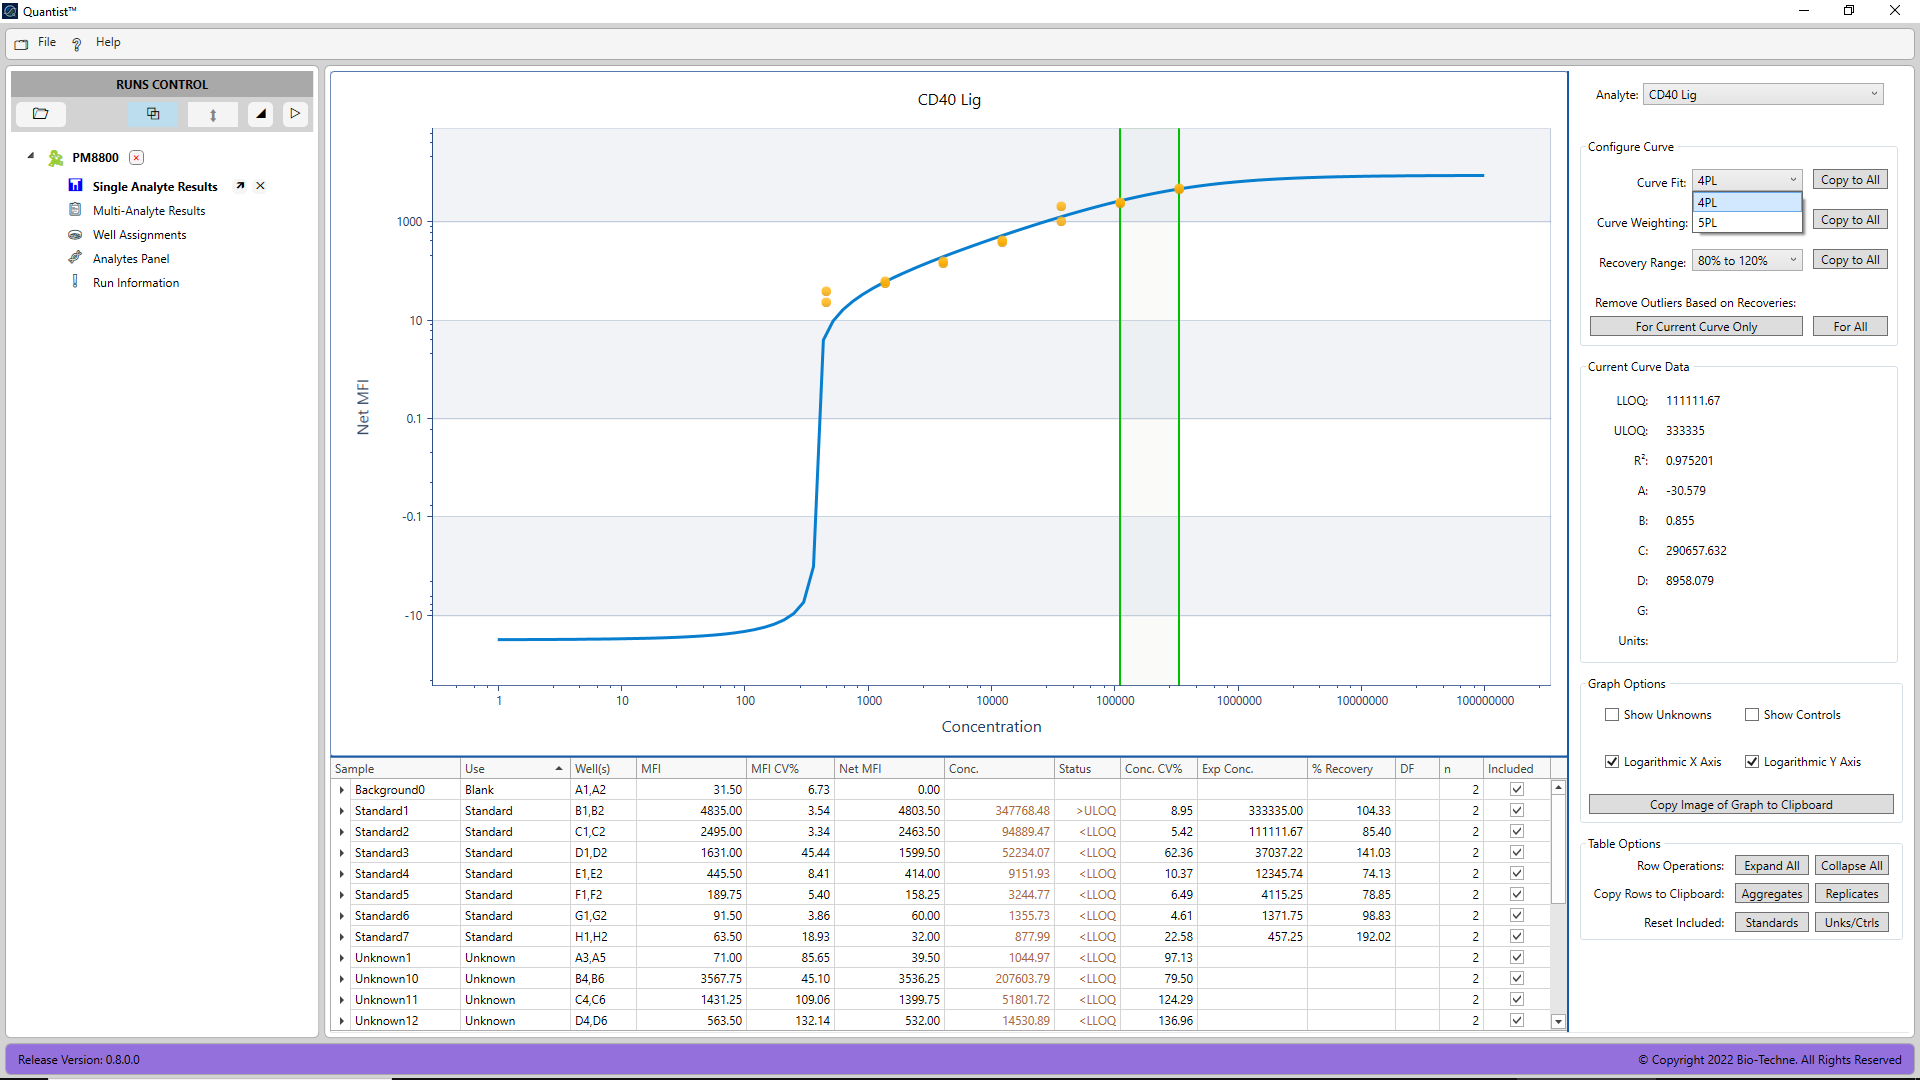 Quantist™
File Help
RUNS CONTROL
PM8800
Single Analyte Results
Multi-Analyte Results
Well Assignments
Analytes Panel
Run Information
CD40 Lig
Net MFI
1000
10
0.1
-0.1
-10
1 10 100 1000 10000 100000 1000000 10000000 100000000
Concentration
Sample Use Well(s) MFI MFI CV% Net MFI Conc. Status Conc. CV% Exp Conc. % Recovery DF n Included
Background0 Blank A1,A2 31.50 6.73 0.00 2
Standard1 Standard B1,B2 4835.00 3.54 4803.50 347768.48 >ULOQ 8.95 333335.00 104.33 2
Standard2 Standard C1,C2 2495.00 3.34 2463.50 94889.47 <LLOQ 5.42 111111.67 85.40 2
Standard3 Standard D1,D2 1631.00 45.44 1599.50 52234.07 <LLOQ 62.36 37037.22 141.03 2
Standard4 Standard E1,E2 445.50 8.41 414.00 9151.93 <LLOQ 10.37 12345.74 74.13 2
Standard5 Standard F1,F2 189.75 5.40 158.25 3244.77 <LLOQ 6.49 4115.25 78.85 2
Standard6 Standard G1,G2 91.50 3.86 60.00 1355.73 <LLOQ 4.61 1371.75 98.83 2
Standard7 Standard H1,H2 63.50 18.93 32.00 877.99 <LLOQ 22.58 457.25 192.02 2
Unknown1 Unknown A3,A5 71.00 85.65 39.50 1044.97 <LLOQ 97.13 2
Unknown10 Unknown B4,B6 3567.75 45.10 3536.25 207603.79 <LLOQ 79.50 2
Unknown11 Unknown C4,C6 1431.25 109.06 1399.75 51801.72 <LLOQ 124.29 2
Unknown12 Unknown D4,D6 563.50 132.14 532.00 14530.89 <LLOQ 136.96 2
Analyte: CD40 Lig
Configure Curve
Curve Fit: 4PL Copy to All
4PL
5PL
Curve Weighting: Copy to All
Recovery Range: 80% to 120% Copy to All
Remove Outliers Based on Recoveries:
For Current Curve Only For All
Current Curve Data
LLOQ: 111111.67
ULOQ: 333335
R²: 0.975201
A: -30.579
B: 0.855
C: 290657.632
D: 8958.079
G:
Units:
Graph Options
Show Unknowns Show Controls
Logarithmic X Axis Logarithmic Y Axis
Copy Image of Graph to Clipboard
Table Options
Row Operations: Expand All Collapse All
Copy Rows to Clipboard: Aggregates Replicates
Reset Included: Standards Unks/Ctrls
Release Version: 0.8.0.0
© Copyright 2022 Bio-Techne. All Rights Reserved